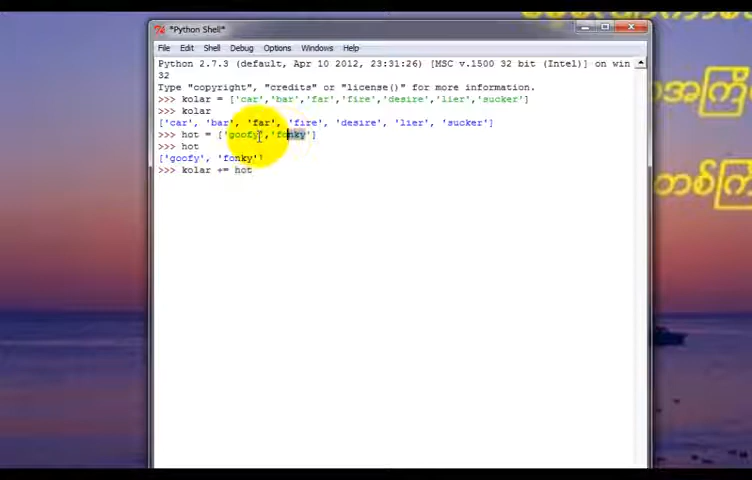 *Python Shell*
File Edit Shell Debug Options Windows Help
Python 2.7.3 (default, Apr 10 2012, 23:31:26) [MSC v.1500 32 bit (Intel)] on win
32
Type "copyright", "credits" or "license()" for more information.
>>> kolar = ['car','bar','far','fire','desire','lier','sucker']
>>> kolar
['car', 'bar', 'far', 'fire', 'desire', 'lier', 'sucker']
>>> hot = ['goofy','fonky']
>>> hot
['goofy', 'fonky']
>>> kolar += hot